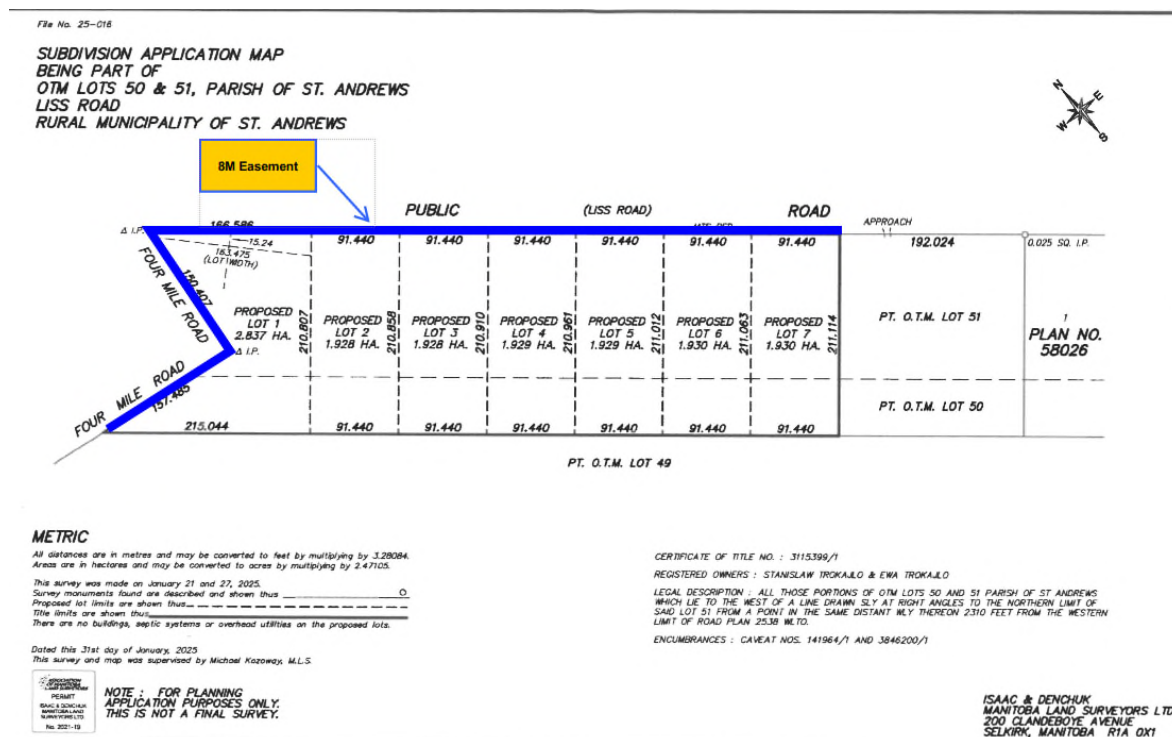 File No. 25-016
SUBDIVISION APPLICATION MAP
BEING PART OF
OTM LOTS 50 & 51, PARISH OF ST. ANDREWS
LISS ROAD
RURAL MUNICIPALITY OF ST. ANDREWS
N
E
W
S
8M Easement
PUBLIC (LISS ROAD) ROAD
APPROACH
166.586
Δ I.P.
91.440 91.440 91.440 91.440 91.440 91.440 192.024
0.025 SQ. I.P.
15.24
163.475
(LOT WIDTH)
FOUR MILE ROAD
150.407
PROPOSED
LOT 1
2.837 HA.
210.807
PROPOSED
LOT 2
1.928 HA.
210.858
PROPOSED
LOT 3
1.928 HA.
210.910
PROPOSED
LOT 4
1.929 HA.
210.961
PROPOSED
LOT 5
1.929 HA.
211.012
PROPOSED
LOT 6
1.930 HA.
211.063
PROPOSED
LOT 7
1.930 HA.
211.114
PT. O.T.M. LOT 51
1
PLAN NO.
58026
Δ I.P.
FOUR MILE ROAD
157.485
PT. O.T.M. LOT 50
215.044 91.440 91.440 91.440 91.440 91.440 91.440
PT. O.T.M. LOT 49
METRIC
All distances are in metres and may be converted to feet by multiplying by 3.28084.
Areas are in hectares and may be converted to acres by multiplying by 2.47105.
This survey was made on January 21 and 27, 2025.
Survey monuments found are described and shown thus
Proposed lot limits are shown thus
Title limits are shown thus
There are no buildings, septic systems or overhead utilities on the proposed lots.
Dated this 31st day of January, 2025
This survey and map was supervised by Michael Kozoway, M.L.S.
ASSOCIATION
OF MANITOBA
LAND SURVEYORS
PERMIT
ISAAC & DENCHUK
MANITOBA LAND
SURVEYORS LTD.
No. 2021-19
NOTE : FOR PLANNING
APPLICATION PURPOSES ONLY.
THIS IS NOT A FINAL SURVEY.
CERTIFICATE OF TITLE NO. : 3115399/1
REGISTERED OWNERS : STANISLAW TROKAJLO & EWA TROKAJLO
LEGAL DESCRIPTION : ALL THOSE PORTIONS OF OTM LOTS 50 AND 51 PARISH OF ST ANDREWS
WHICH LIE TO THE WEST OF A LINE DRAWN SLY AT RIGHT ANGLES TO THE NORTHERN LIMIT OF
SAID LOT 51 FROM A POINT IN THE SAME DISTANT WLY THEREON 2310 FEET FROM THE WESTERN
LIMIT OF ROAD PLAN 2538 WLTO.
ENCUMBRANCES : CAVEAT NOS. 141964/1 AND 3846200/1
ISAAC & DENCHUK
MANITOBA LAND SURVEYORS LTD
200 CLANDEBOYE AVENUE
SELKIRK, MANITOBA R1A 0X1